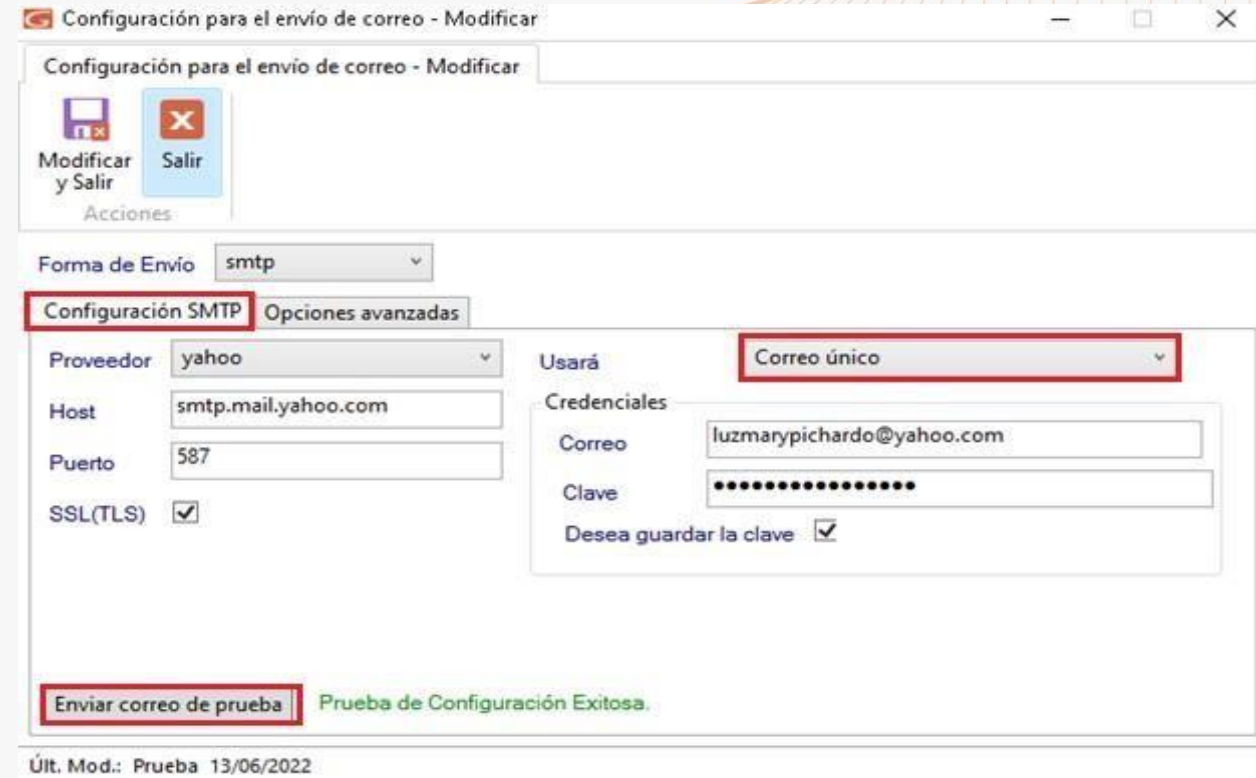 Configuración para el envío de correo - Modificar
Configuración para el envío de correo - Modificar
Modificar y Salir
Salir
Acciones
Forma de Envío smtp
Configuración SMTP Opciones avanzadas
Proveedor yahoo Usará Correo único
Host smtp.mail.yahoo.com Credenciales
Correo luzmarypichardo@yahoo.com
Puerto 587
Clave ••••••••••••••••
SSL(TLS)
Desea guardar la clave
Enviar correo de prueba Prueba de Configuración Exitosa.
Últ. Mod.: Prueba 13/06/2022